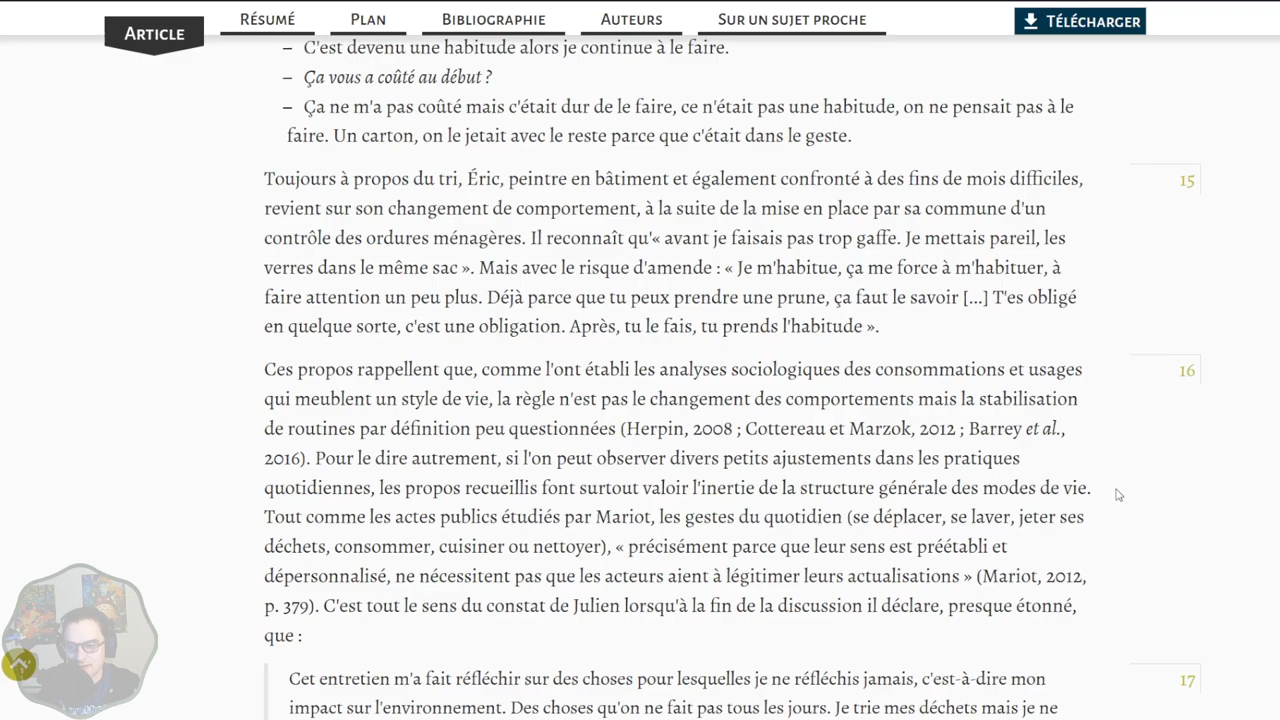 ARTICLE
RÉSUMÉ
PLAN
BIBLIOGRAPHIE
AUTEURS
SUR UN SUJET PROCHE
TÉLÉCHARGER
– C'est devenu une habitude alors je continue à le faire.
– Ça vous a coûté au début ?
– Ça ne m'a pas coûté mais c'était dur de le faire, ce n'était pas une habitude, on ne pensait pas à le
faire. Un carton, on le jetait avec le reste parce que c'était dans le geste.
Toujours à propos du tri, Éric, peintre en bâtiment et également confronté à des fins de mois difficiles,
15
revient sur son changement de comportement, à la suite de la mise en place par sa commune d'un
contrôle des ordures ménagères. Il reconnaît qu'« avant je faisais pas trop gaffe. Je mettais pareil, les
verres dans le même sac ». Mais avec le risque d'amende : « Je m'habitue, ça me force à m'habituer, à
faire attention un peu plus. Déjà parce que tu peux prendre une prune, ça faut le savoir [...] T'es obligé
en quelque sorte, c'est une obligation. Après, tu le fais, tu prends l'habitude ».
Ces propos rappellent que, comme l'ont établi les analyses sociologiques des consommations et usages
16
qui meublent un style de vie, la règle n'est pas le changement des comportements mais la stabilisation
de routines par définition peu questionnées (Herpin, 2008 ; Cottereau et Marzok, 2012 ; Barrey et al.,
2016). Pour le dire autrement, si l'on peut observer divers petits ajustements dans les pratiques
quotidiennes, les propos recueillis font surtout valoir l'inertie de la structure générale des modes de vie.
Tout comme les actes publics étudiés par Mariot, les gestes du quotidien (se déplacer, se laver, jeter ses
déchets, consommer, cuisiner ou nettoyer), « précisément parce que leur sens est préétabli et
dépersonnalisé, ne nécessitent pas que les acteurs aient à légitimer leurs actualisations » (Mariot, 2012,
p. 379). C'est tout le sens du constat de Julien lorsqu'à la fin de la discussion il déclare, presque étonné,
que :
Cet entretien m'a fait réfléchir sur des choses pour lesquelles je ne réfléchis jamais, c'est-à-dire mon
17
impact sur l'environnement. Des choses qu'on ne fait pas tous les jours. Je trie mes déchets mais je ne